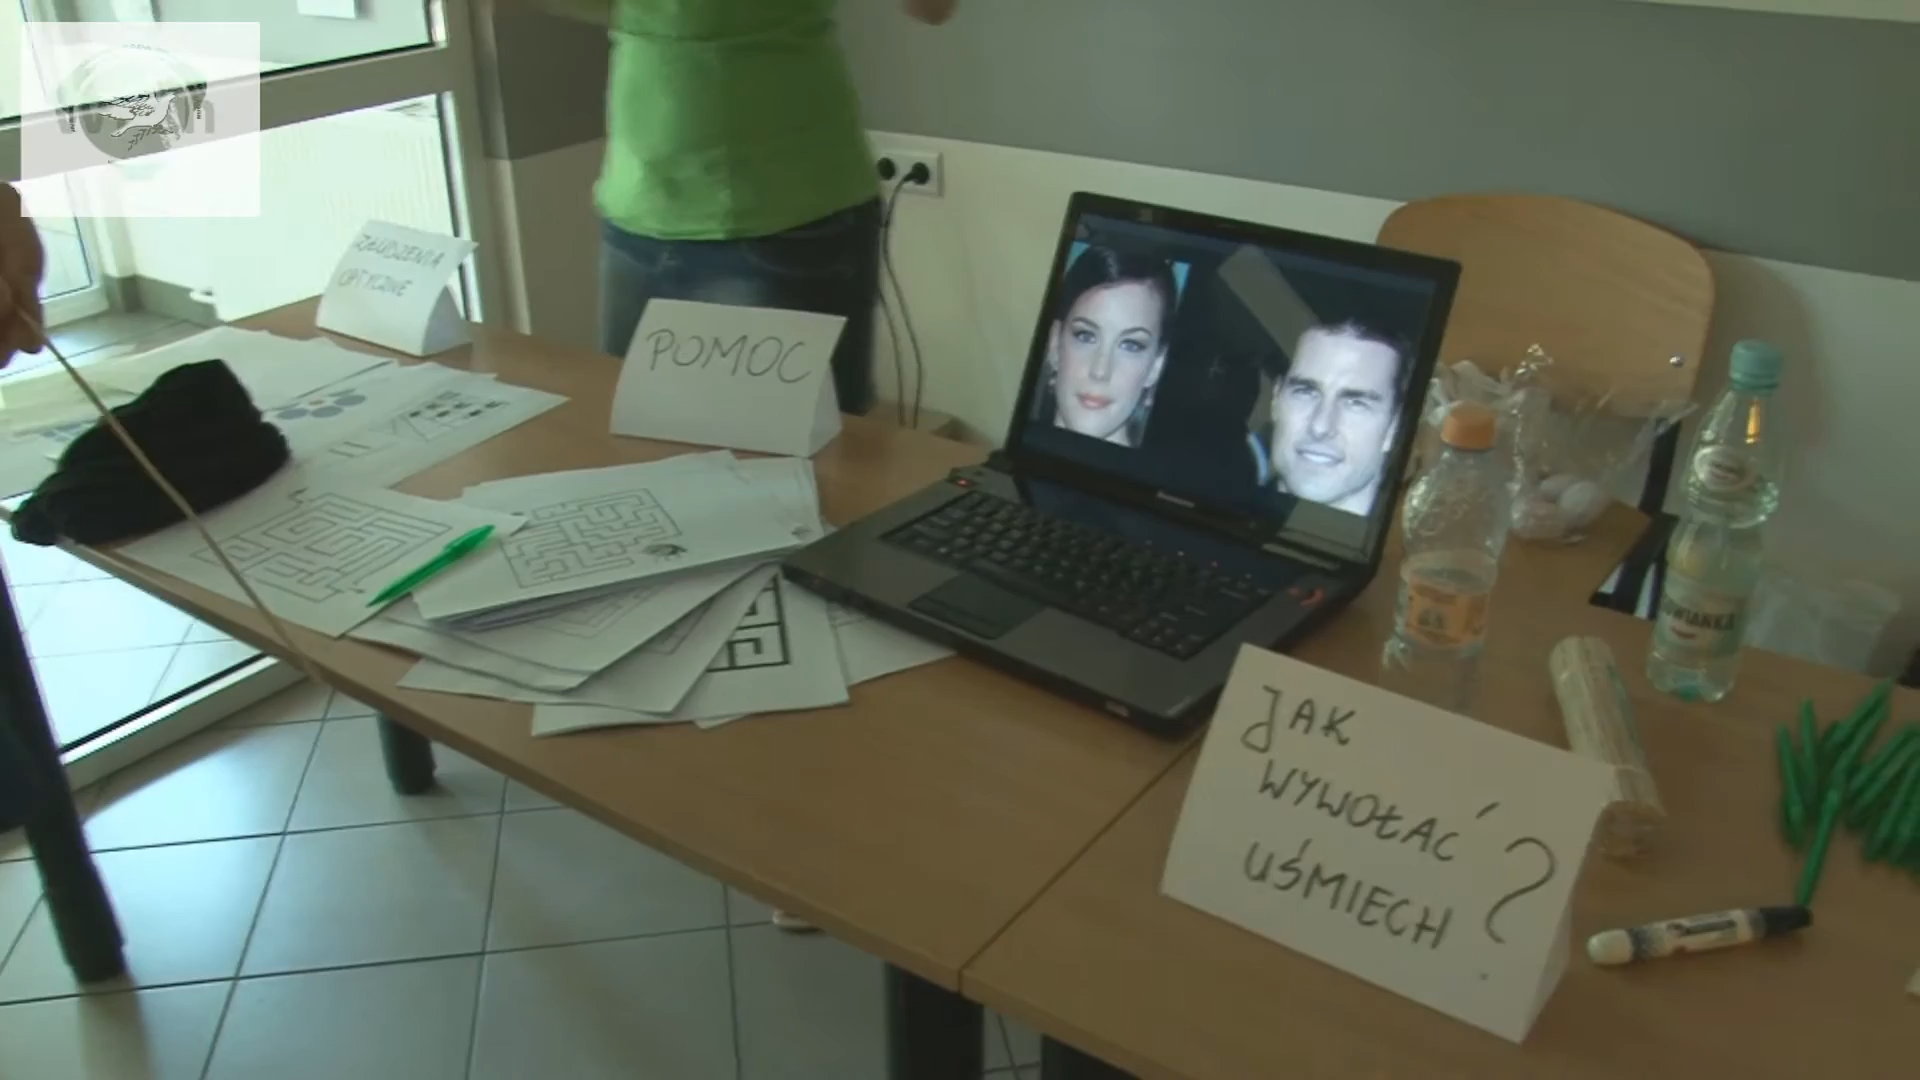 ZŁUDZENIA
OPTYCZNE
POMOC
JAK
WYWOŁAĆ
UŚMIECH ?